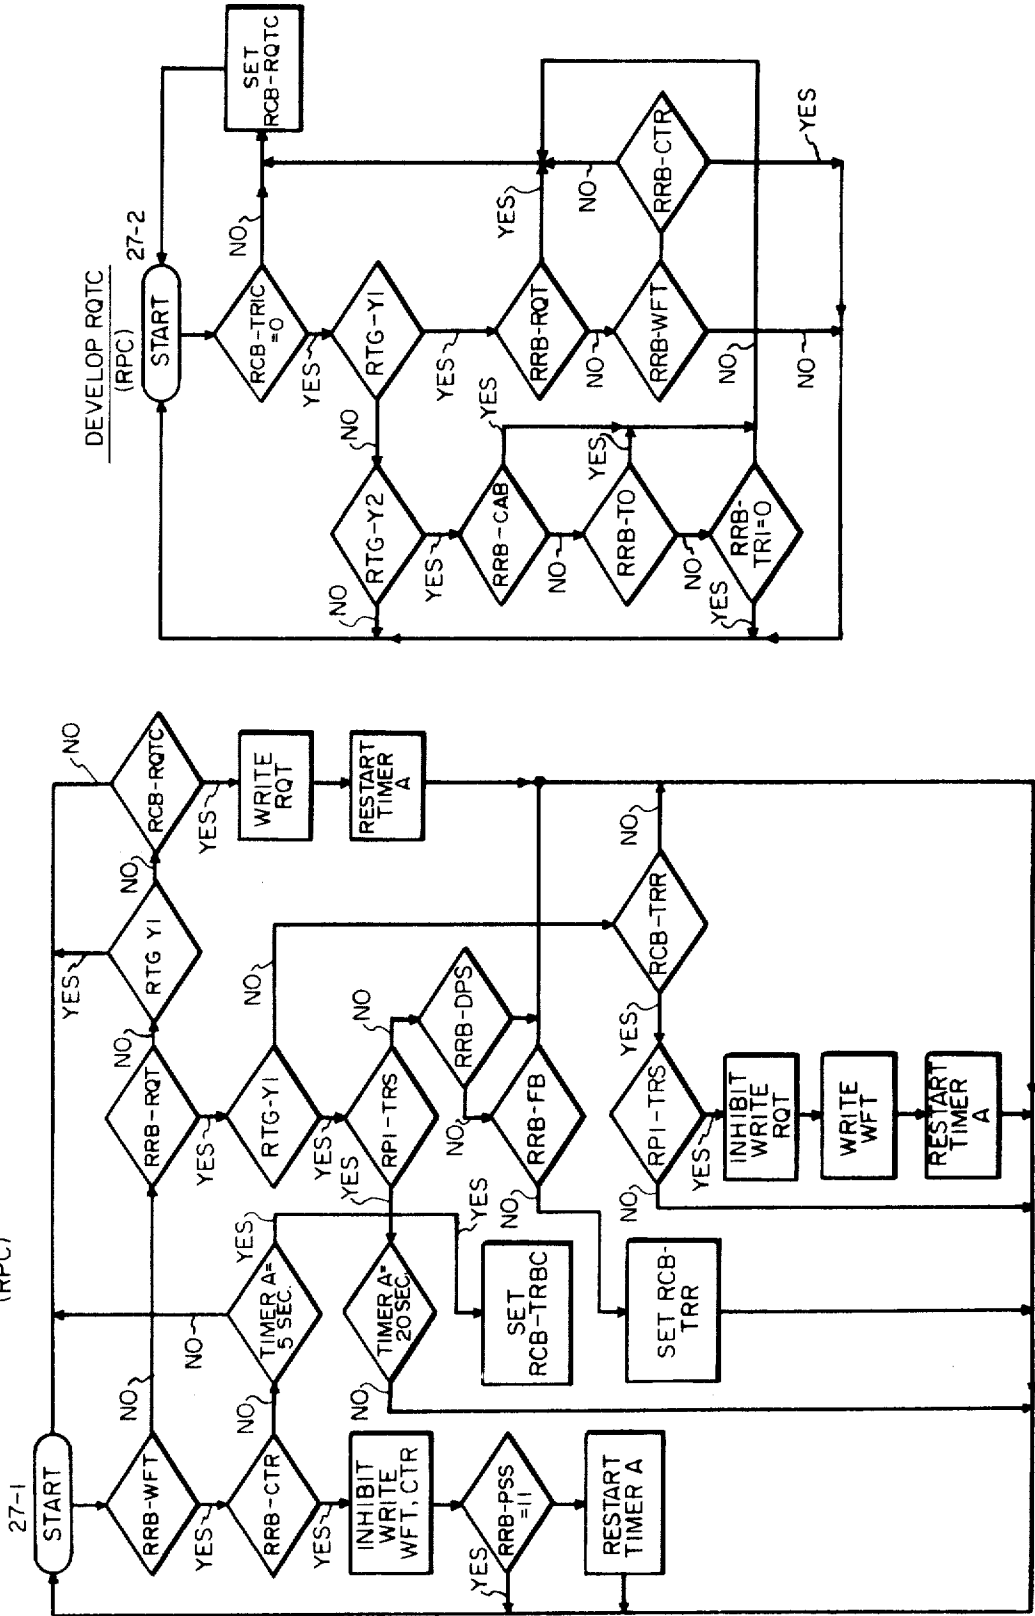 27-1
(RPC)
START
RRB-WFT
NO
YES
RRB-CTR
NO
YES
INHIBIT
WRITE
WFT, CTR
RRB-PSS
=11
YES
RESTART
TIMER A
TIMER A=
5 SEC.
NO
YES
TIMER A=
20 SEC.
NO
YES
SET
RCB-TRBC
SET RCB-
TRR
RRB-RQT
NO
YES
RTG Y1
YES
NO
RCB-RQTC
NO
YES
WRITE
RQT
RESTART
TIMER
A
RTG-Y1
NO
YES
RPI-TRS
NO
YES
RRB-DPS
NO
RRB-FB
NO
RCB-TRR
NO
YES
RPI-TRS
NO
YES
INHIBIT
WRITE
RQT
WRITE
WFT
RESTART
TIMER
A
DEVELOP RQTC
(RPC)
27-2
START
RCB-TRIC
=0
NO
SET
RCB-RQTC
YES
RTG-Y1
NO
YES
RTG-Y2
NO
YES
RRB-CAB
YES
NO
RRB-TO
YES
NO
RRB-
TRI=0
YES
NO
RRB-RQT
YES
NO
RRB-WFT
NO
RRB-CTR
NO
YES